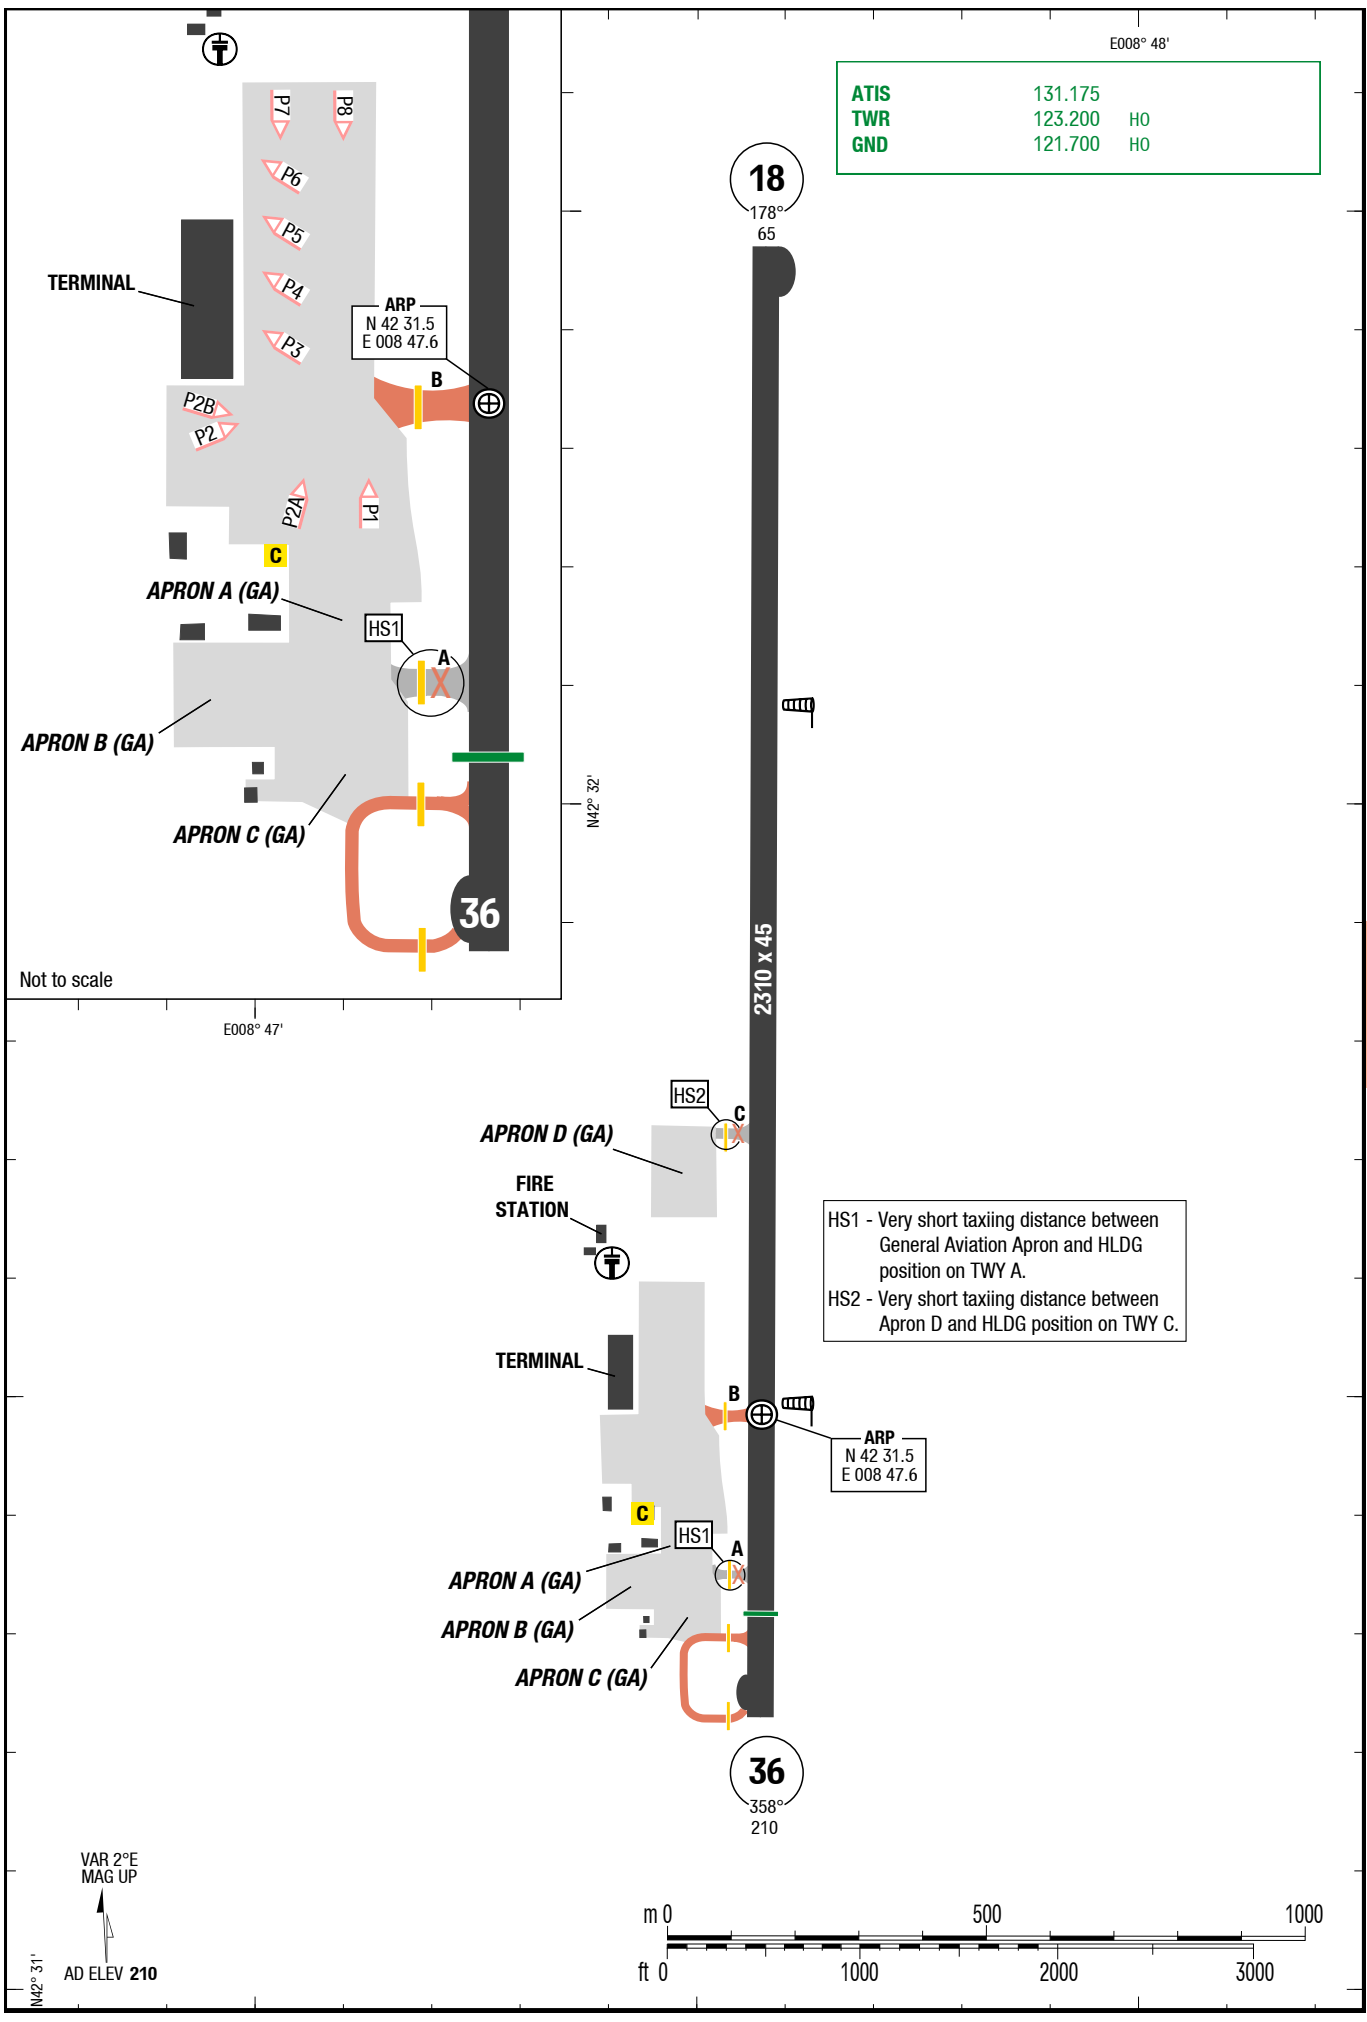 E008° 48'
ATIS 131.175
TWR 123.200 HO
GND 121.700 HO
P7
P8
P6
P5
P4
P3
TERMINAL
ARP
N 42 31.5
E 008 47.6
B
P2B
P2
P2A
P1
C
APRON A (GA)
HS1
A
APRON B (GA)
APRON C (GA)
36
Not to scale
N42° 32'
E008° 47'
18
178°
65
2310 x 45
HS2
C
APRON D (GA)
FIRE
STATION
HS1 - Very short taxiing distance between
General Aviation Apron and HLDG
position on TWY A.
HS2 - Very short taxiing distance between
Apron D and HLDG position on TWY C.
TERMINAL
B
ARP
N 42 31.5
E 008 47.6
C
HS1
A
APRON A (GA)
APRON B (GA)
APRON C (GA)
36
358°
210
VAR 2°E
MAG UP
AD ELEV 210
N42° 31'
m 0 500 1000
ft 0 1000 2000 3000